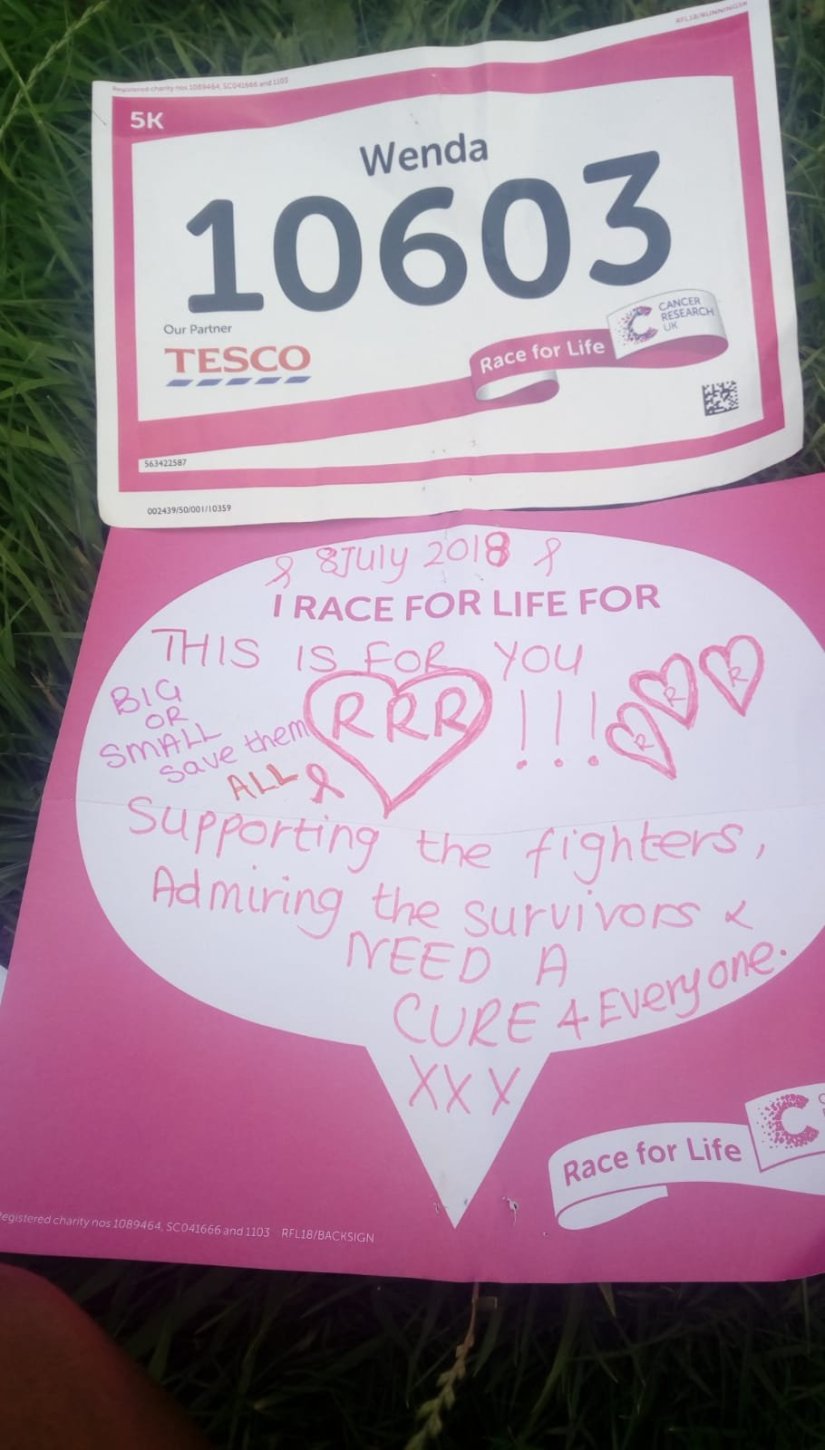 RFL18/RUNNINGSIGN
Registered charity nos 1089464, SC041666 and 1103
5K
Wenda
10603
Our Partner
TESCO
Race for Life
CANCER
RESEARCH
UK
563422587
002439/50/001/10359
8 July 2018
I RACE FOR LIFE FOR
THIS IS FOR YOU
BIG
OR
SMALL
save them
ALL
RRR !!!
R R R
Supporting the fighters,
Admiring the survivors &
NEED A
CURE 4 Everyone.
XXX
Race for Life
Registered charity nos 1089464, SC041666 and 1103 RFL18/BACKSIGN